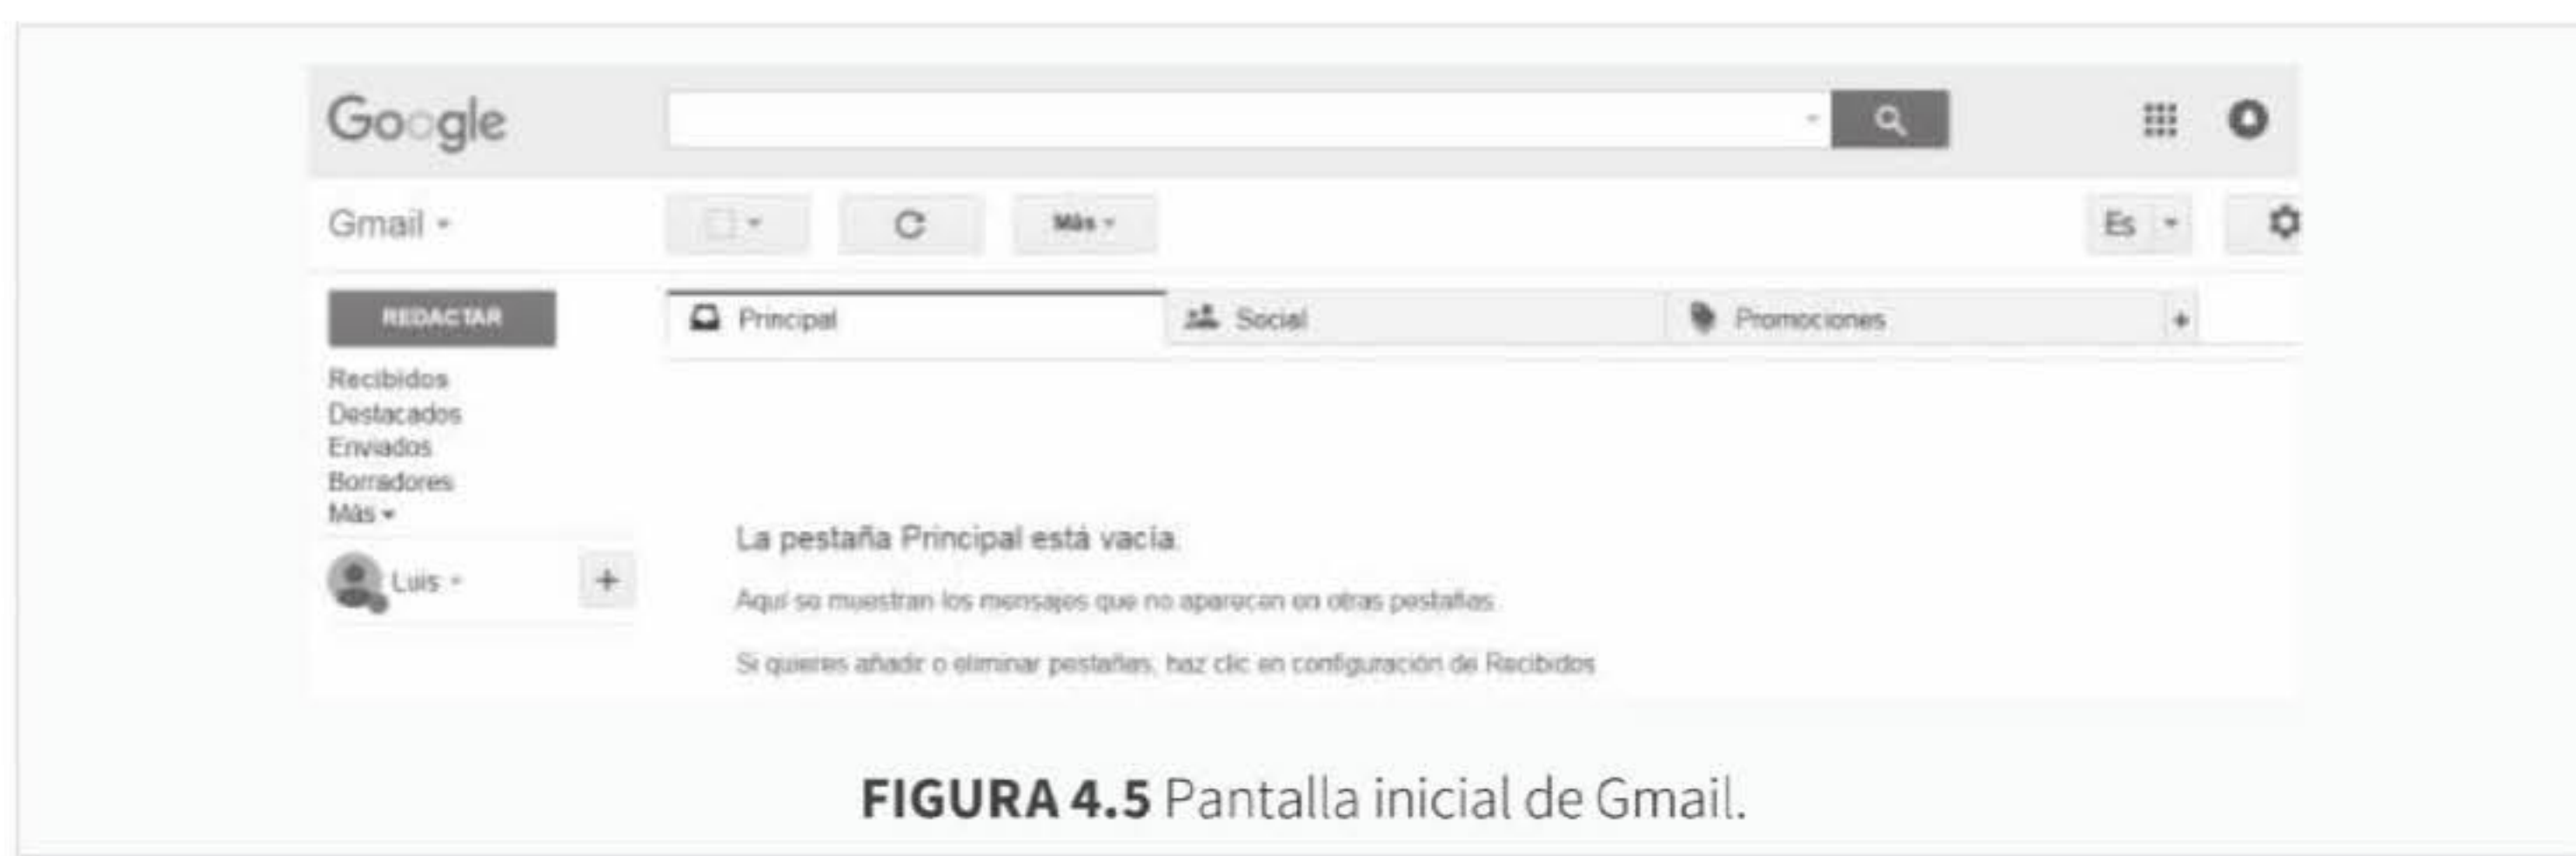 Google
Gmail
Más
Es
REDACTAR
Principal
Social
Promociones
+
Recibidos
Destacados
Enviados
Borradores
Más
Luis
+
La pestaña Principal está vacía.
Aquí se muestran los mensajes que no aparecen en otras pestañas.
Si quieres añadir o eliminar pestañas, haz clic en configuración de Recibidos
FIGURA 4.5 Pantalla inicial de Gmail.